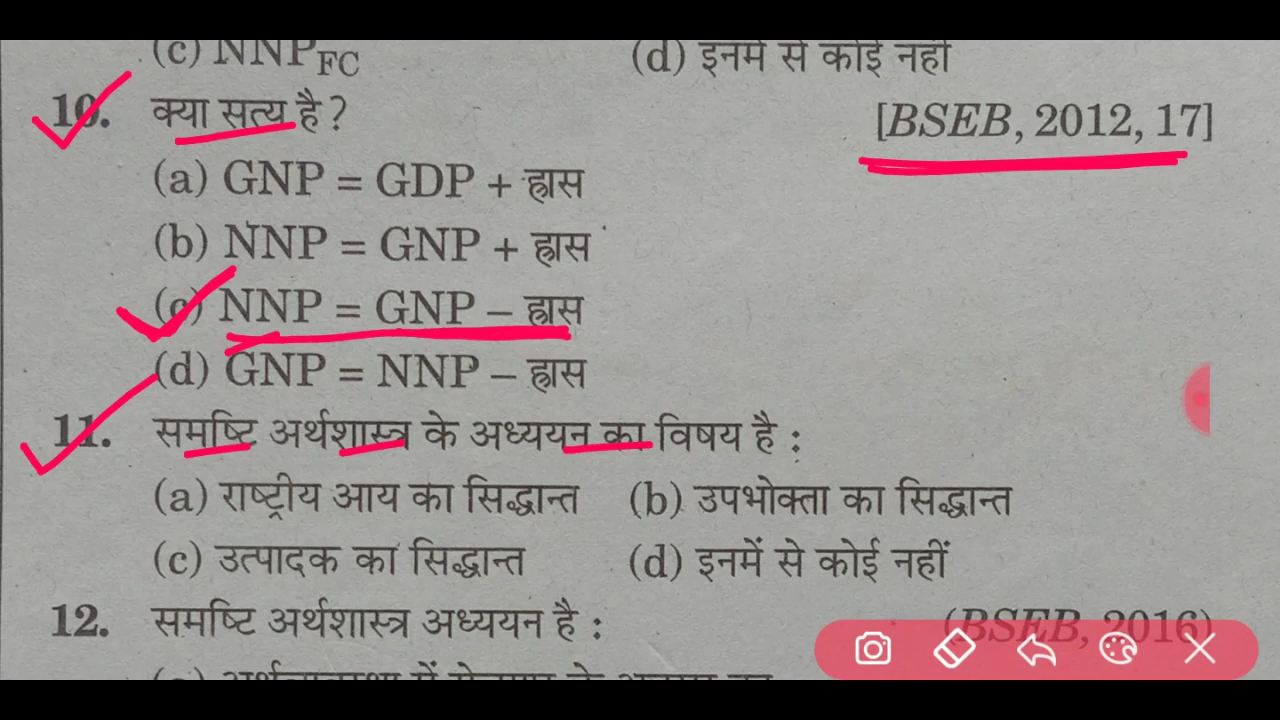 (c) NNPFC (d) इनमें से कोई नहीं
10. क्या सत्य है ? [BSEB, 2012, 17]
(a) GNP = GDP + ह्रास
(b) NNP = GNP + ह्रास
(c) NNP = GNP – ह्रास
(d) GNP = NNP – ह्रास
11. समष्टि अर्थशास्त्र के अध्ययन का विषय है :
(a) राष्ट्रीय आय का सिद्धान्त (b) उपभोक्ता का सिद्धान्त
(c) उत्पादक का सिद्धान्त (d) इनमें से कोई नहीं
12. समष्टि अर्थशास्त्र अध्ययन है : (BSEB, 2016)